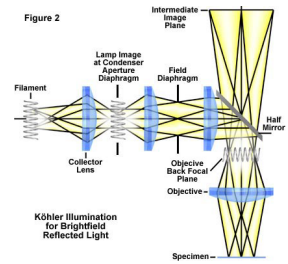 Figure 2
Intermediate
Image
Plane
Lamp Image
at Condenser
Aperture
Diaphragm
Field
Diaphragm
Filament
Half
Mirror
Collector
Lens
Objecive
Back Focal
Plane
Objective
Köhler Illumination
for Brightfield
Reflected Light
Specimen